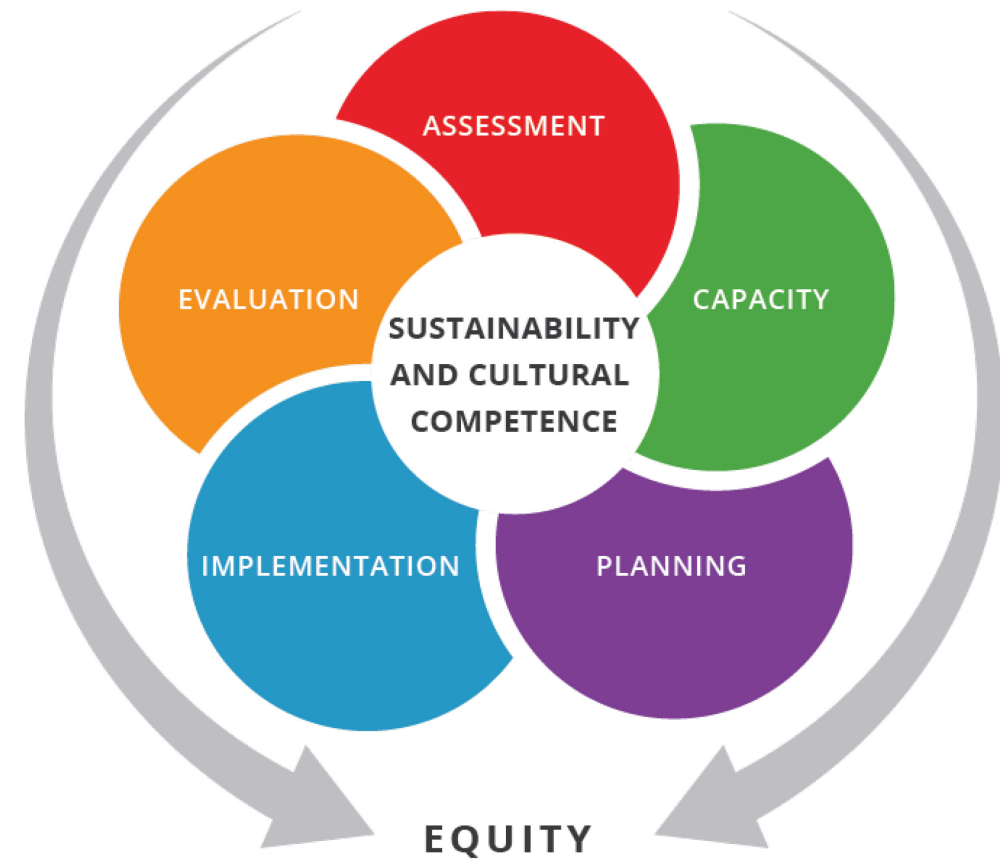 ASSESSMENT
CAPACITY
EVALUATION
SUSTAINABILITY
AND CULTURAL
COMPETENCE
IMPLEMENTATION
PLANNING
EQUITY